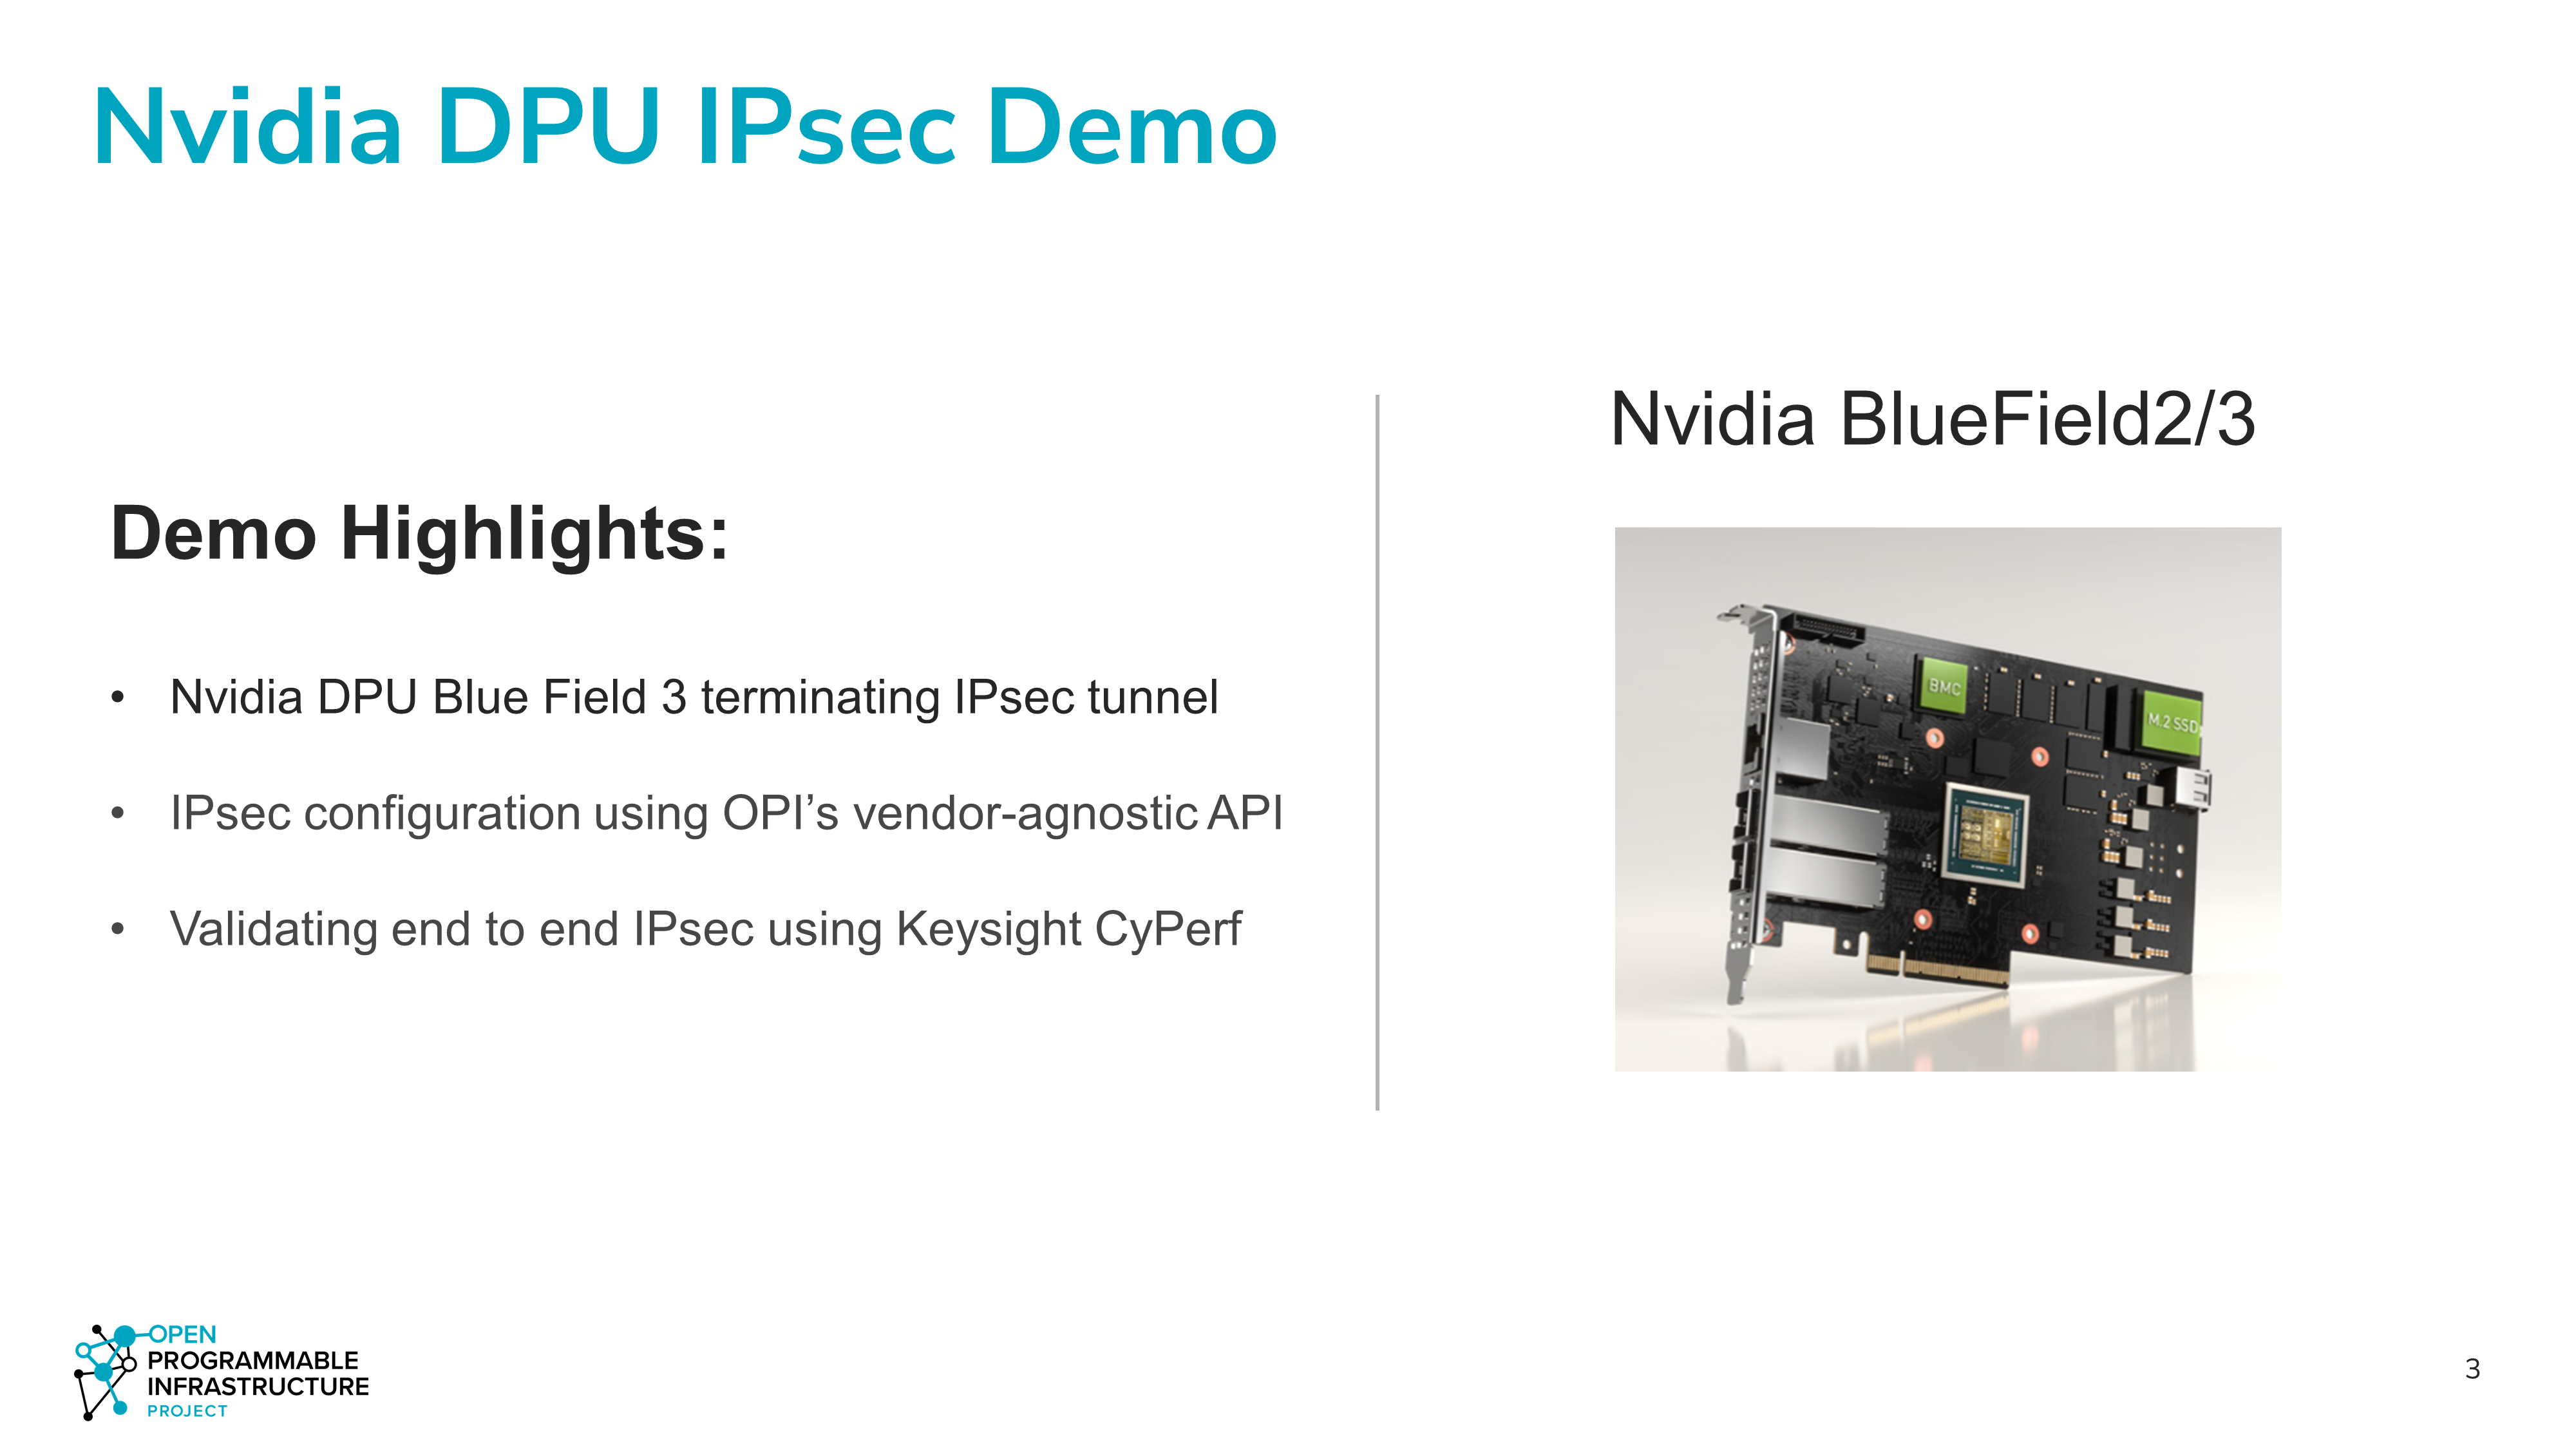 Nvidia DPU IPsec Demo
Demo Highlights:
• Nvidia DPU Blue Field 3 terminating IPsec tunnel
• IPsec configuration using OPI’s vendor-agnostic API
• Validating end to end IPsec using Keysight CyPerf
Nvidia BlueField2/3
BMC
M.2 SSD
OPEN
PROGRAMMABLE
INFRASTRUCTURE
PROJECT
3